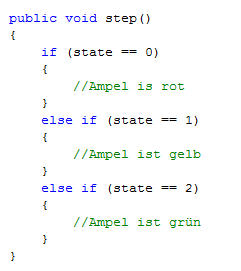 public void step()
{
    if (state == 0)
    {
        //Ampel is rot
    }
    else if (state == 1)
    {
        //Ampel ist gelb
    }
    else if (state == 2)
    {
        //Ampel ist grün
    }
}